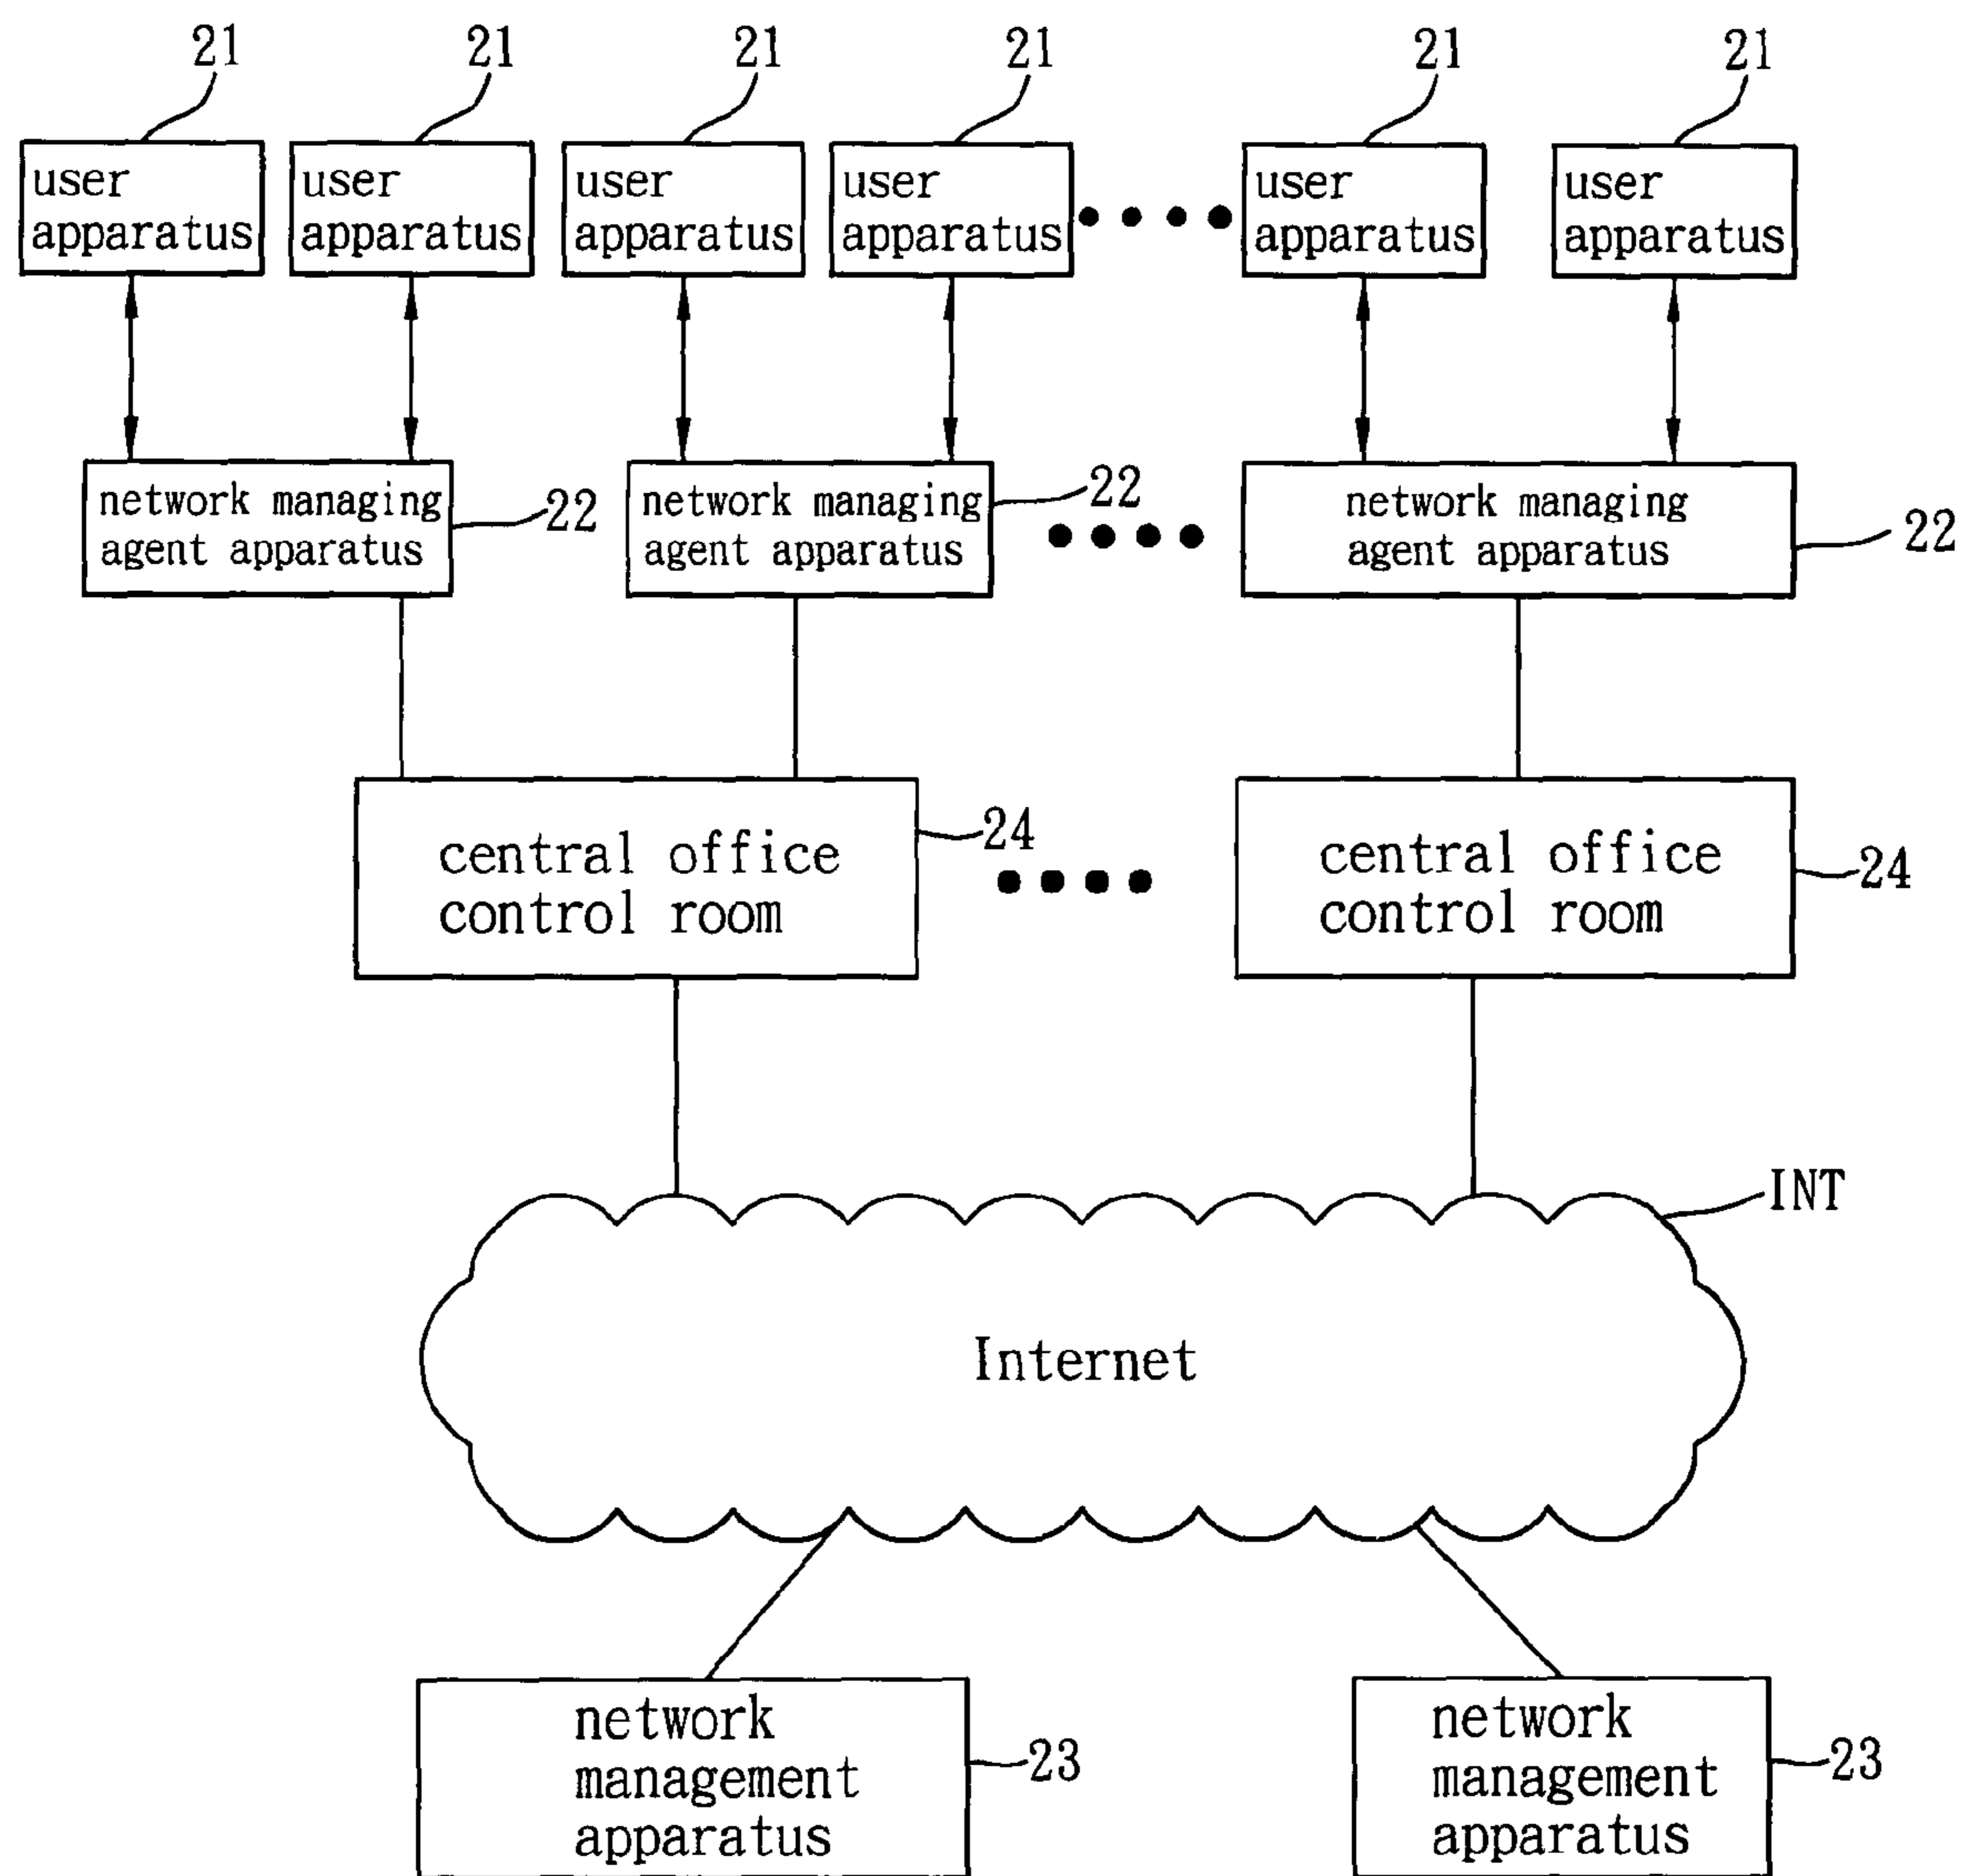 21 21 21 21 21 21
user apparatus
user apparatus
user apparatus
user apparatus
user apparatus
user apparatus
network managing
agent apparatus
22
network managing
agent apparatus
22
network managing
agent apparatus
22
central office
control room
24
central office
control room
24
INT
Internet
network
management
apparatus
23
network
management
apparatus
23